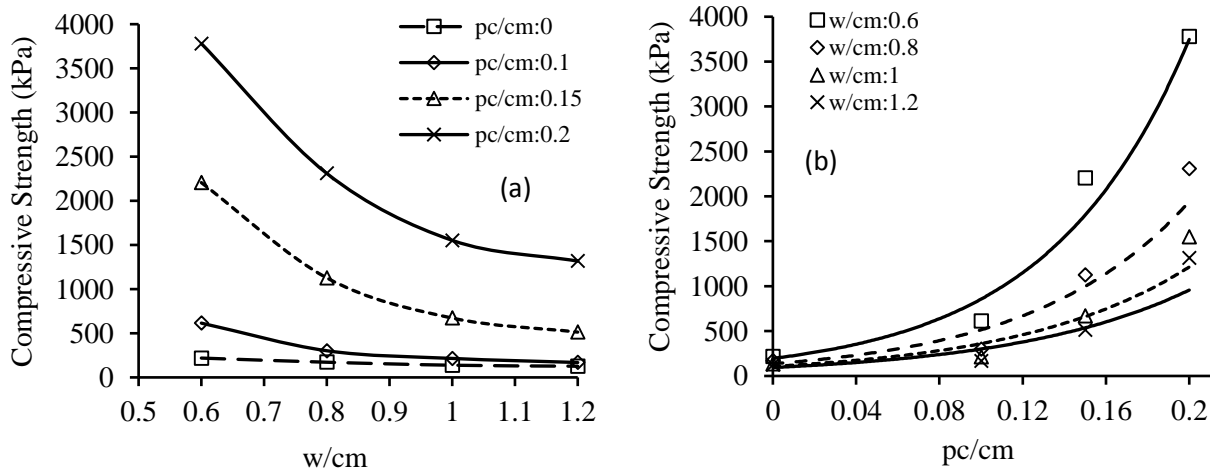 Compressive Strength (kPa)
4000
3500
3000
2500
2000
1500
1000
500
0
pc/cm:0
pc/cm:0.1
pc/cm:0.15
pc/cm:0.2
(a)
0.5 0.6 0.7 0.8 0.9 1 1.1 1.2
w/cm
Compressive Strength (kPa)
4000
3500
3000
2500
2000
1500
1000
500
0
w/cm:0.6
w/cm:0.8
w/cm:1
w/cm:1.2
(b)
0 0.04 0.08 0.12 0.16 0.2
pc/cm